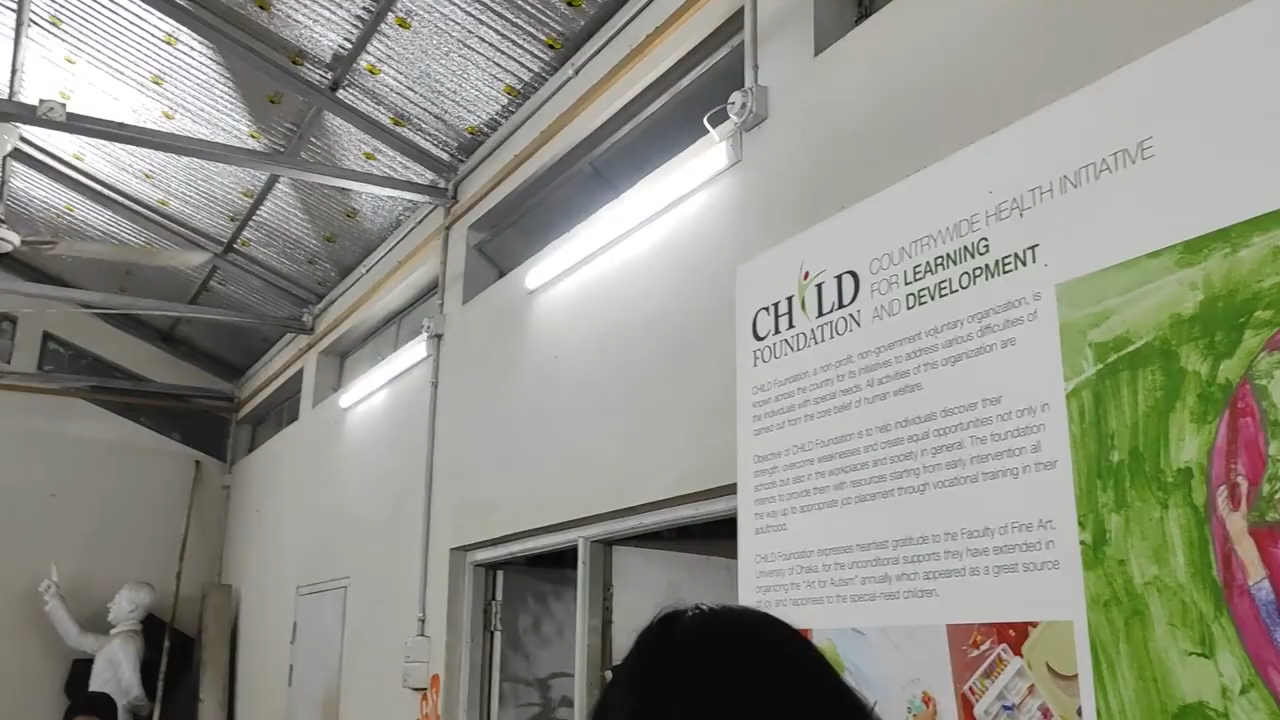 CHILD
FOUNDATION
COUNTRYWIDE HEALTH INITIATIVE
FOR LEARNING
AND DEVELOPMENT
CHILD Foundation, a non-profit, non-government voluntary organization, is
known across the country for its initiatives to address various difficulties of
the individuals with special needs. All activities of this organization are
carried out from the core belief of human welfare.
Objective of CHILD Foundation is to help individuals discover their
strength, overcome weaknesses and create equal opportunities not only in
schools but also in the workplaces and society in general. The foundation
intends to provide them with resources starting from early intervention all
the way up to appropriate job placement through vocational training in their
adulthood.
CHILD Foundation expresses heartiest gratitude to the Faculty of Fine Art,
University of Dhaka, for the unconditional supports they have extended in
organizing the "Art for Autism" annually which appeared as a great source
of joy and happiness to the special-need children.